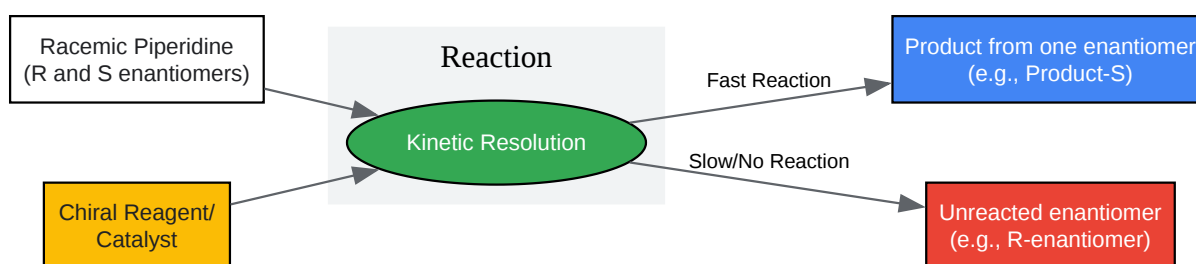 Racemic Piperidine
(R and S enantiomers)
Chiral Reagent/
Catalyst
Reaction
Kinetic Resolution
Fast Reaction
Slow/No Reaction
Product from one enantiomer
(e.g., Product-S)
Unreacted enantiomer
(e.g., R-enantiomer)